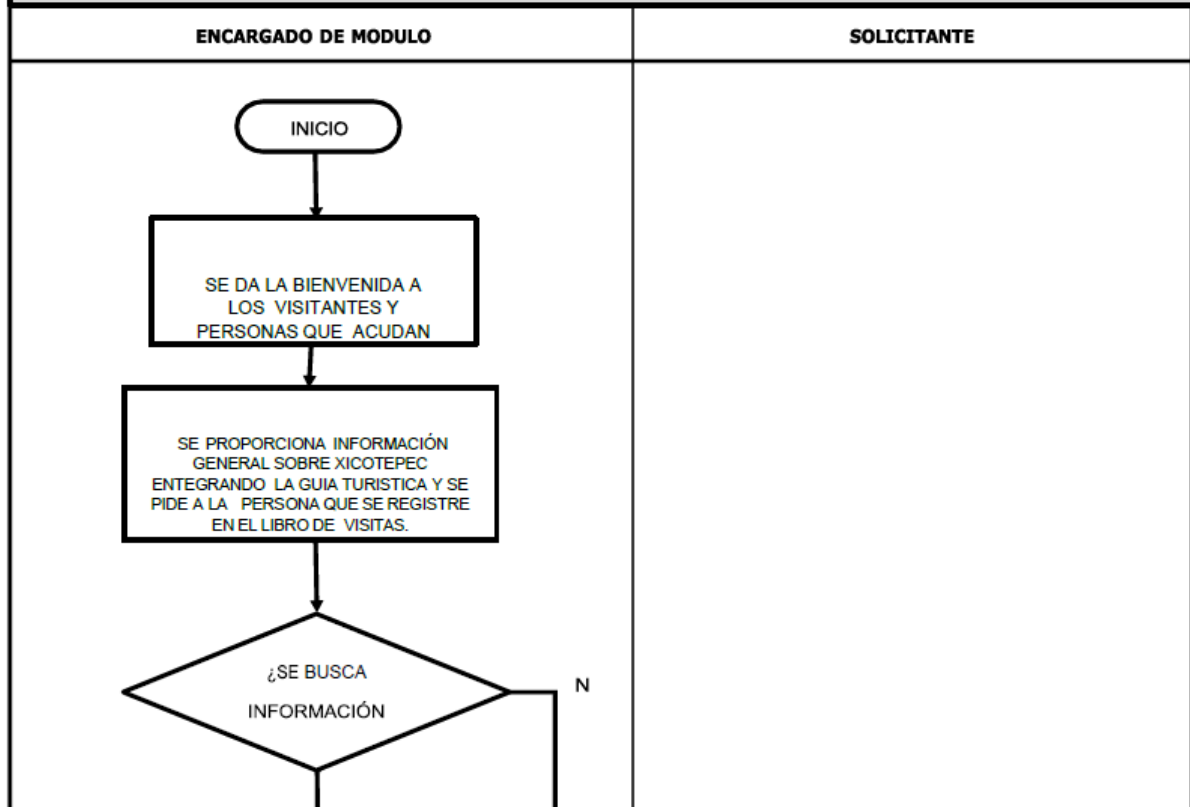 ENCARGADO DE MODULO
SOLICITANTE
INICIO
SE DA LA BIENVENIDA A
LOS VISITANTES Y
PERSONAS QUE ACUDAN
SE PROPORCIONA INFORMACIÓN
GENERAL SOBRE XICOTEPEC
ENTEGRANDO LA GUIA TURISTICA Y SE
PIDE A LA PERSONA QUE SE REGISTRE
EN EL LIBRO DE VISITAS.
¿SE BUSCA
INFORMACIÓN
N